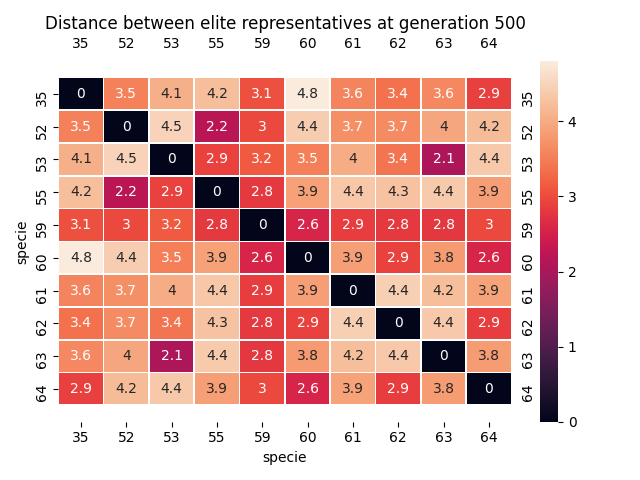 Distance between elite representatives at generation 500
35 52 53 55 59 60 61 62 63 64
35 0 3.5 4.1 4.2 3.1 4.8 3.6 3.4 3.6 2.9 35
52 3.5 0 4.5 2.2 3 4.4 3.7 3.7 4 4.2 52
53 4.1 4.5 0 2.9 3.2 3.5 4 3.4 2.1 4.4 53
55 4.2 2.2 2.9 0 2.8 3.9 4.4 4.3 4.4 3.9 55
59 3.1 3 3.2 2.8 0 2.6 2.9 2.8 2.8 3 59
60 4.8 4.4 3.5 3.9 2.6 0 3.9 2.9 3.8 2.6 60
61 3.6 3.7 4 4.4 2.9 3.9 0 4.4 4.2 3.9 61
62 3.4 3.7 3.4 4.3 2.8 2.9 4.4 0 4.4 2.9 62
63 3.6 4 2.1 4.4 2.8 3.8 4.2 4.4 0 3.8 63
64 2.9 4.2 4.4 3.9 3 2.6 3.9 2.9 3.8 0 64
35 52 53 55 59 60 61 62 63 64
specie
specie
4
3
2
1
0